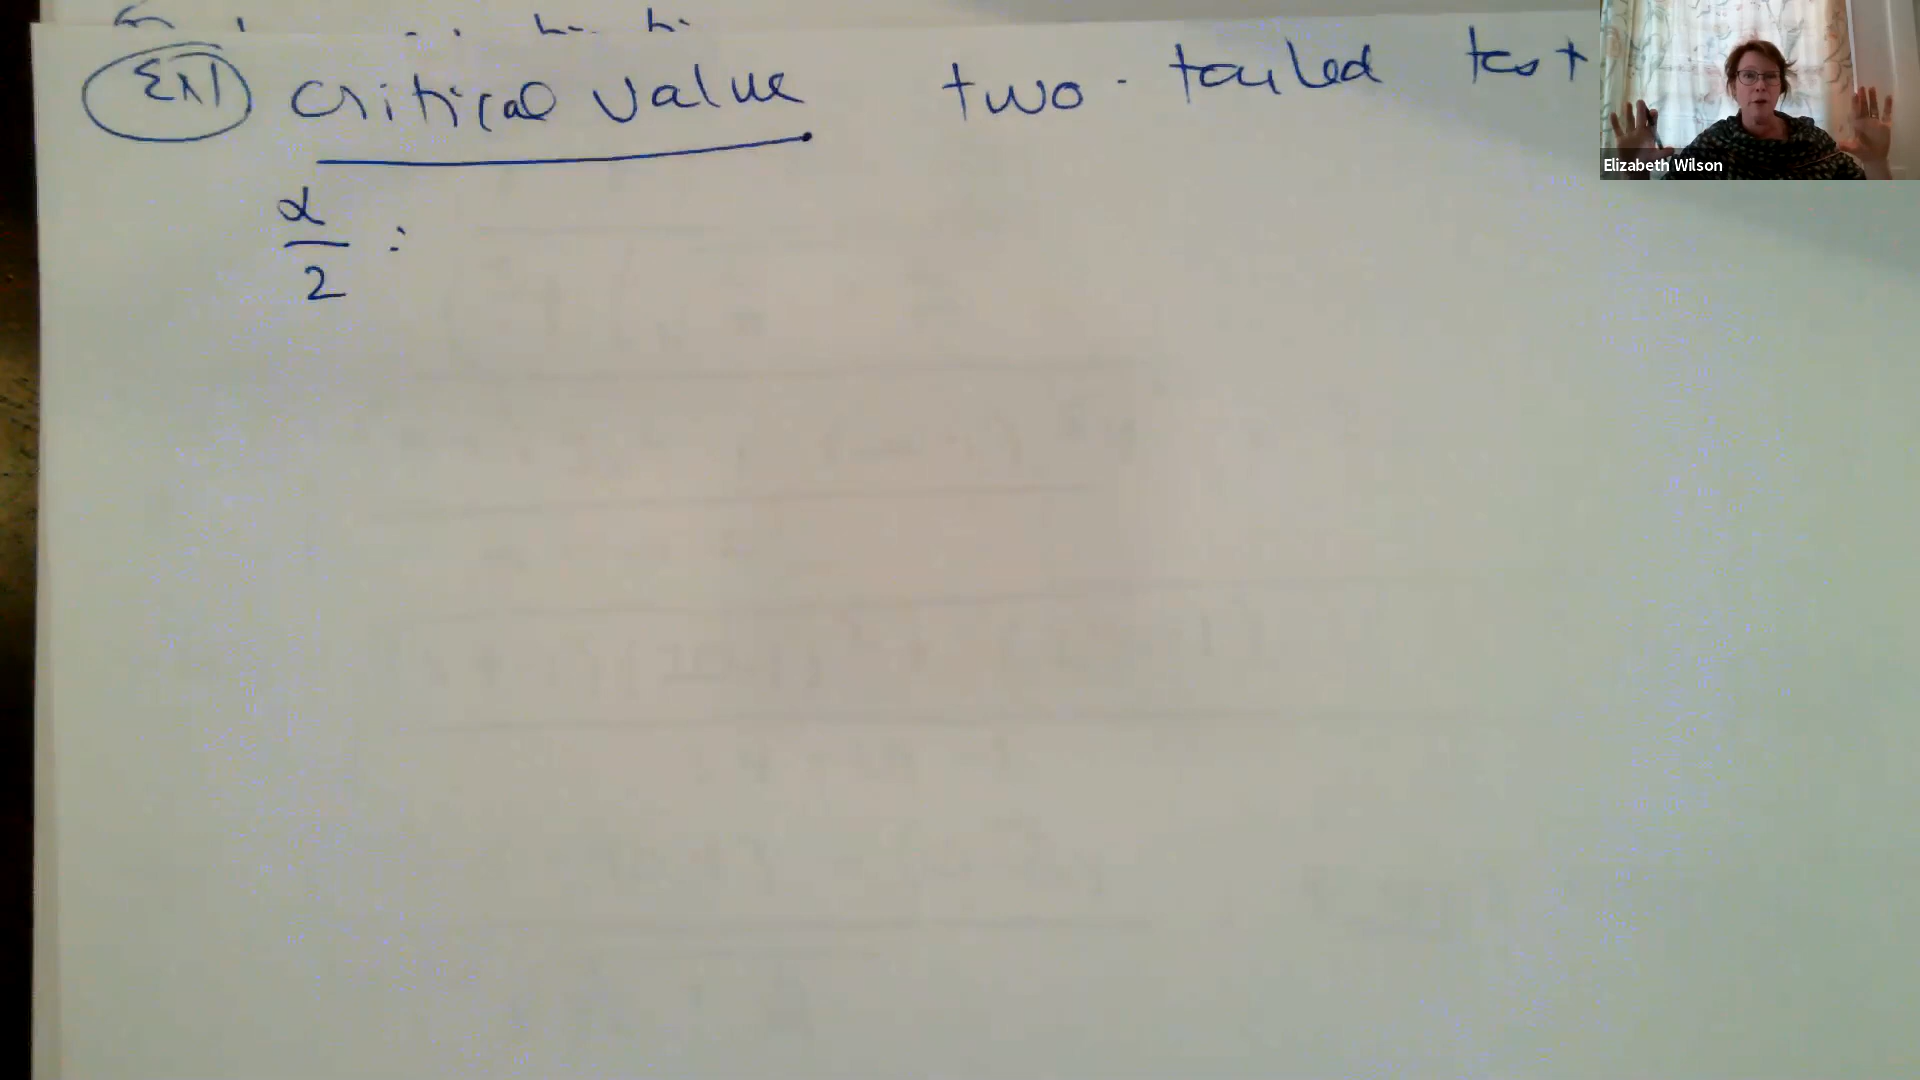 Ex1 Critical Value two-tailed test
α
2 :
Elizabeth Wilson